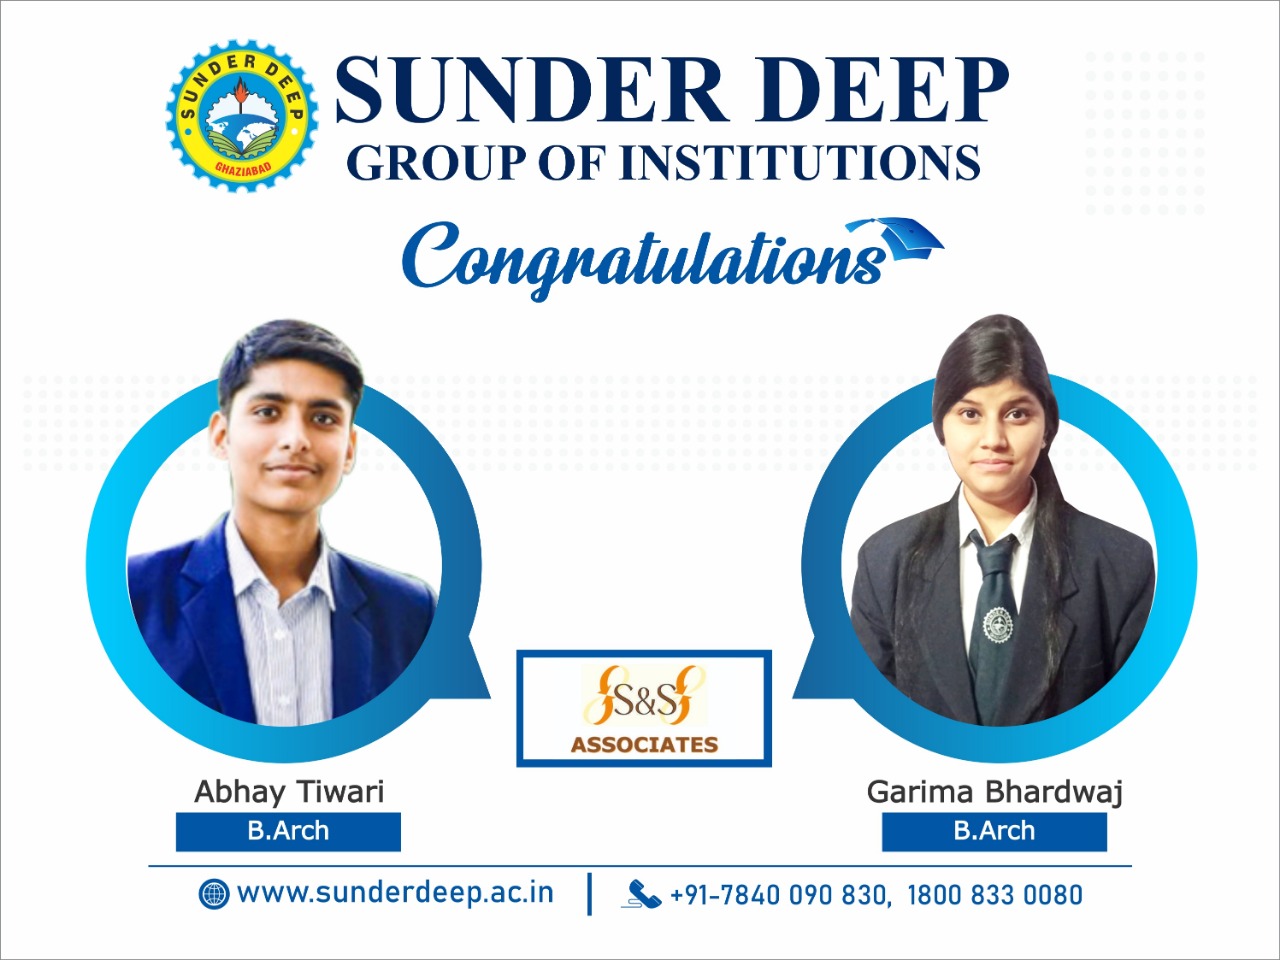 SUNDER DEEP
GHAZIABAD
SUNDER DEEP
GROUP OF INSTITUTIONS
Congratulations
S&S
ASSOCIATES
Abhay Tiwari
B.Arch
Garima Bhardwaj
B.Arch
www.sunderdeep.ac.in
+91-7840 090 830, 1800 833 0080